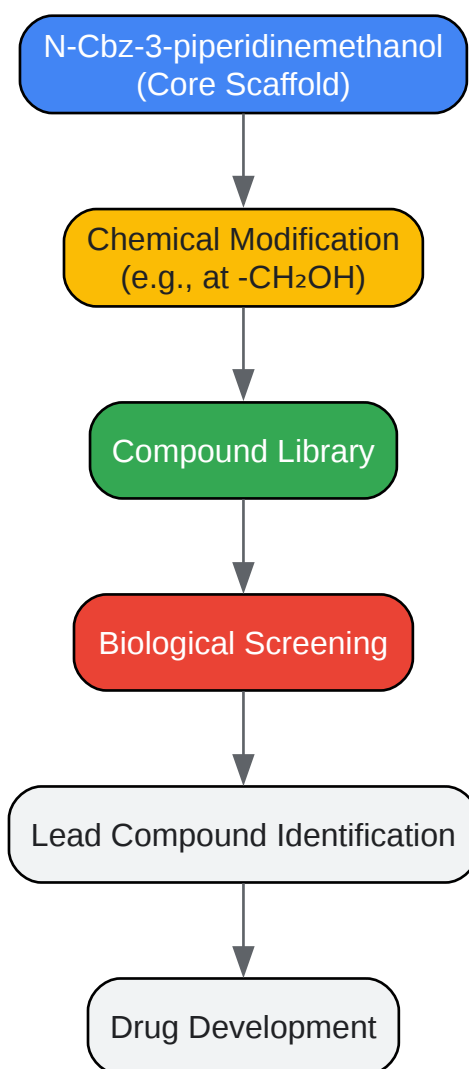 N-Cbz-3-piperidinemethanol
(Core Scaffold)
Chemical Modification
(e.g., at -CH₂OH)
Compound Library
Biological Screening
Lead Compound Identification
Drug Development